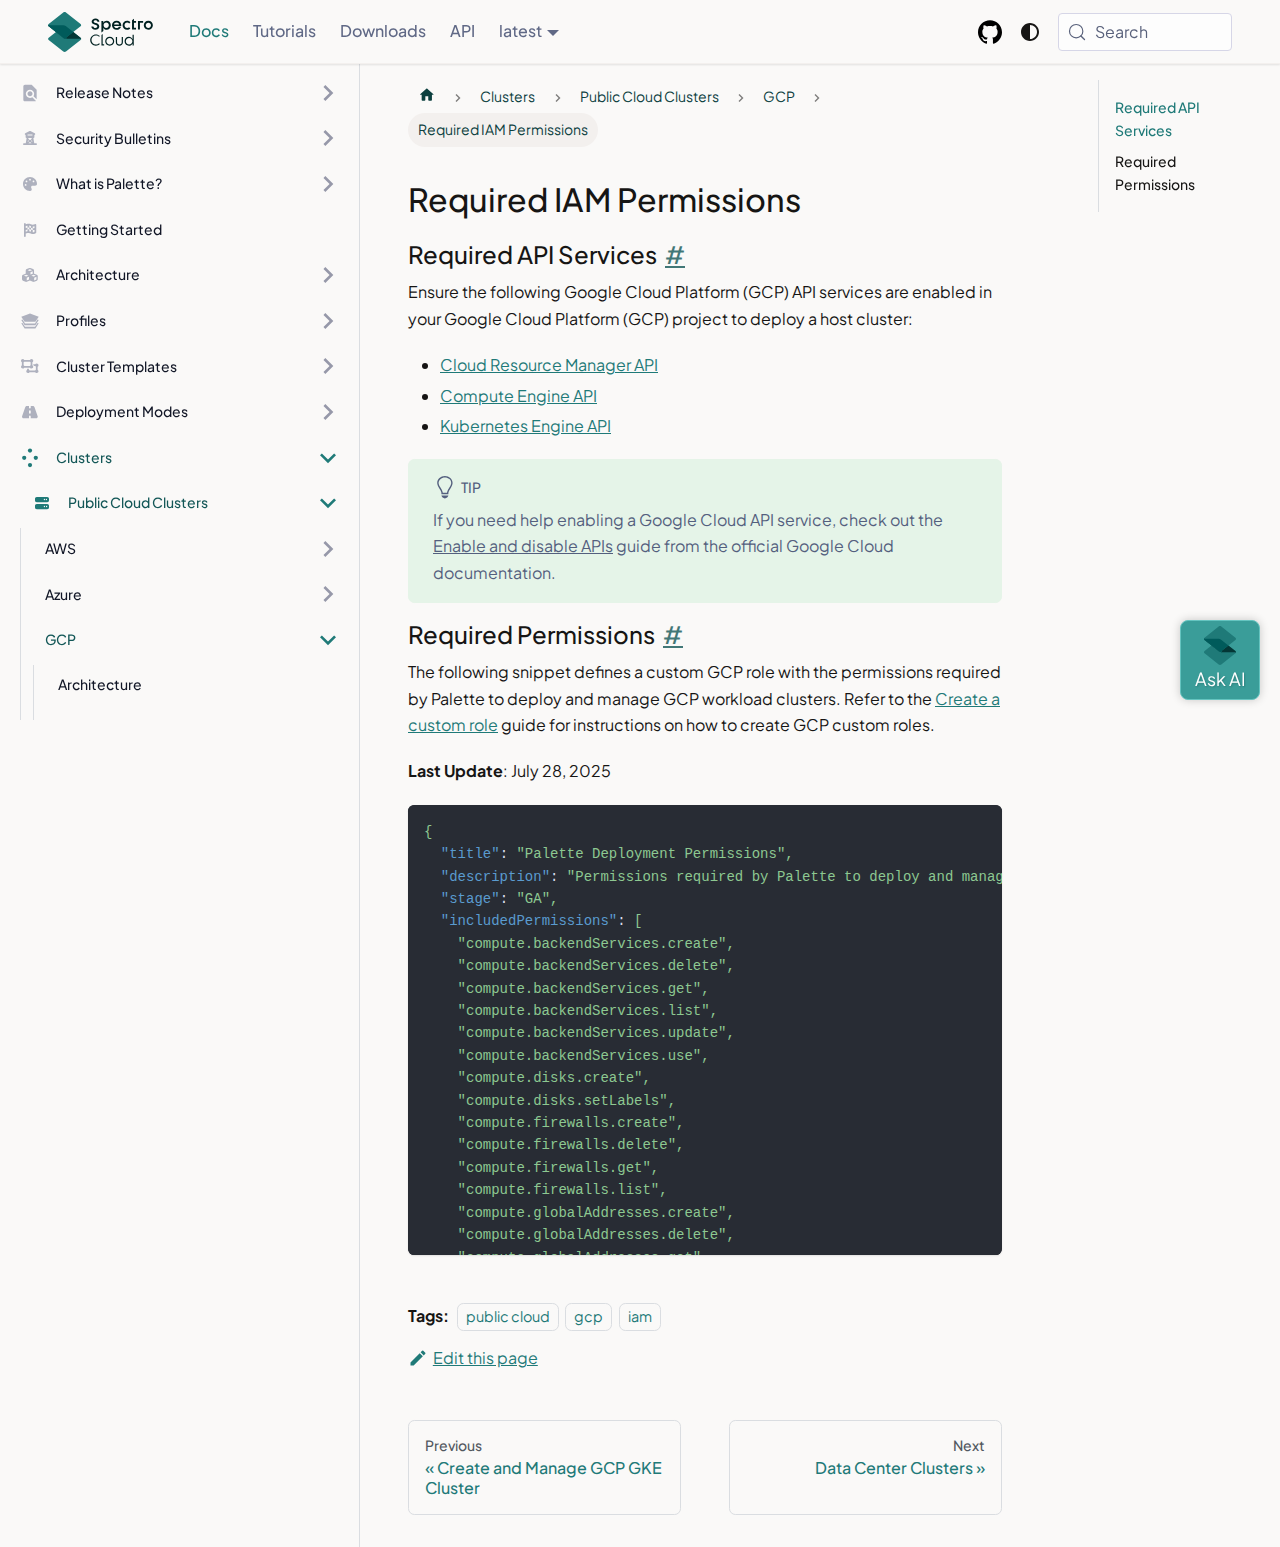 Spectro
Cloud
Docs
Tutorials
Downloads
API
latest
Search
Release Notes
Security Bulletins
What is Palette?
Getting Started
Architecture
Profiles
Cluster Templates
Deployment Modes
Clusters
Public Cloud Clusters
AWS
Azure
GCP
Architecture
Clusters
Public Cloud Clusters
GCP
Required IAM Permissions
Required IAM Permissions
Required API Services #
Ensure the following Google Cloud Platform (GCP) API services are enabled in
your Google Cloud Platform (GCP) project to deploy a host cluster:
Cloud Resource Manager API
Compute Engine API
Kubernetes Engine API
TIP
If you need help enabling a Google Cloud API service, check out the
Enable and disable APIs guide from the official Google Cloud
documentation.
Required Permissions #
The following snippet defines a custom GCP role with the permissions required
by Palette to deploy and manage GCP workload clusters. Refer to the Create a
custom role guide for instructions on how to create GCP custom roles.
Last Update: July 28, 2025
{
"title": "Palette Deployment Permissions",
"description": "Permissions required by Palette to deploy and manag
"stage": "GA",
"includedPermissions": [
"compute.backendServices.create",
"compute.backendServices.delete",
"compute.backendServices.get",
"compute.backendServices.list",
"compute.backendServices.update",
"compute.backendServices.use",
"compute.disks.create",
"compute.disks.setLabels",
"compute.firewalls.create",
"compute.firewalls.delete",
"compute.firewalls.get",
"compute.firewalls.list",
"compute.globalAddresses.create",
"compute.globalAddresses.delete",
"compute.globalAddresses.get",
Tags: public cloud gcp iam
Edit this page
Previous
« Create and Manage GCP GKE
Cluster
Next
Data Center Clusters »
Required API
Services
Required
Permissions
Ask AI